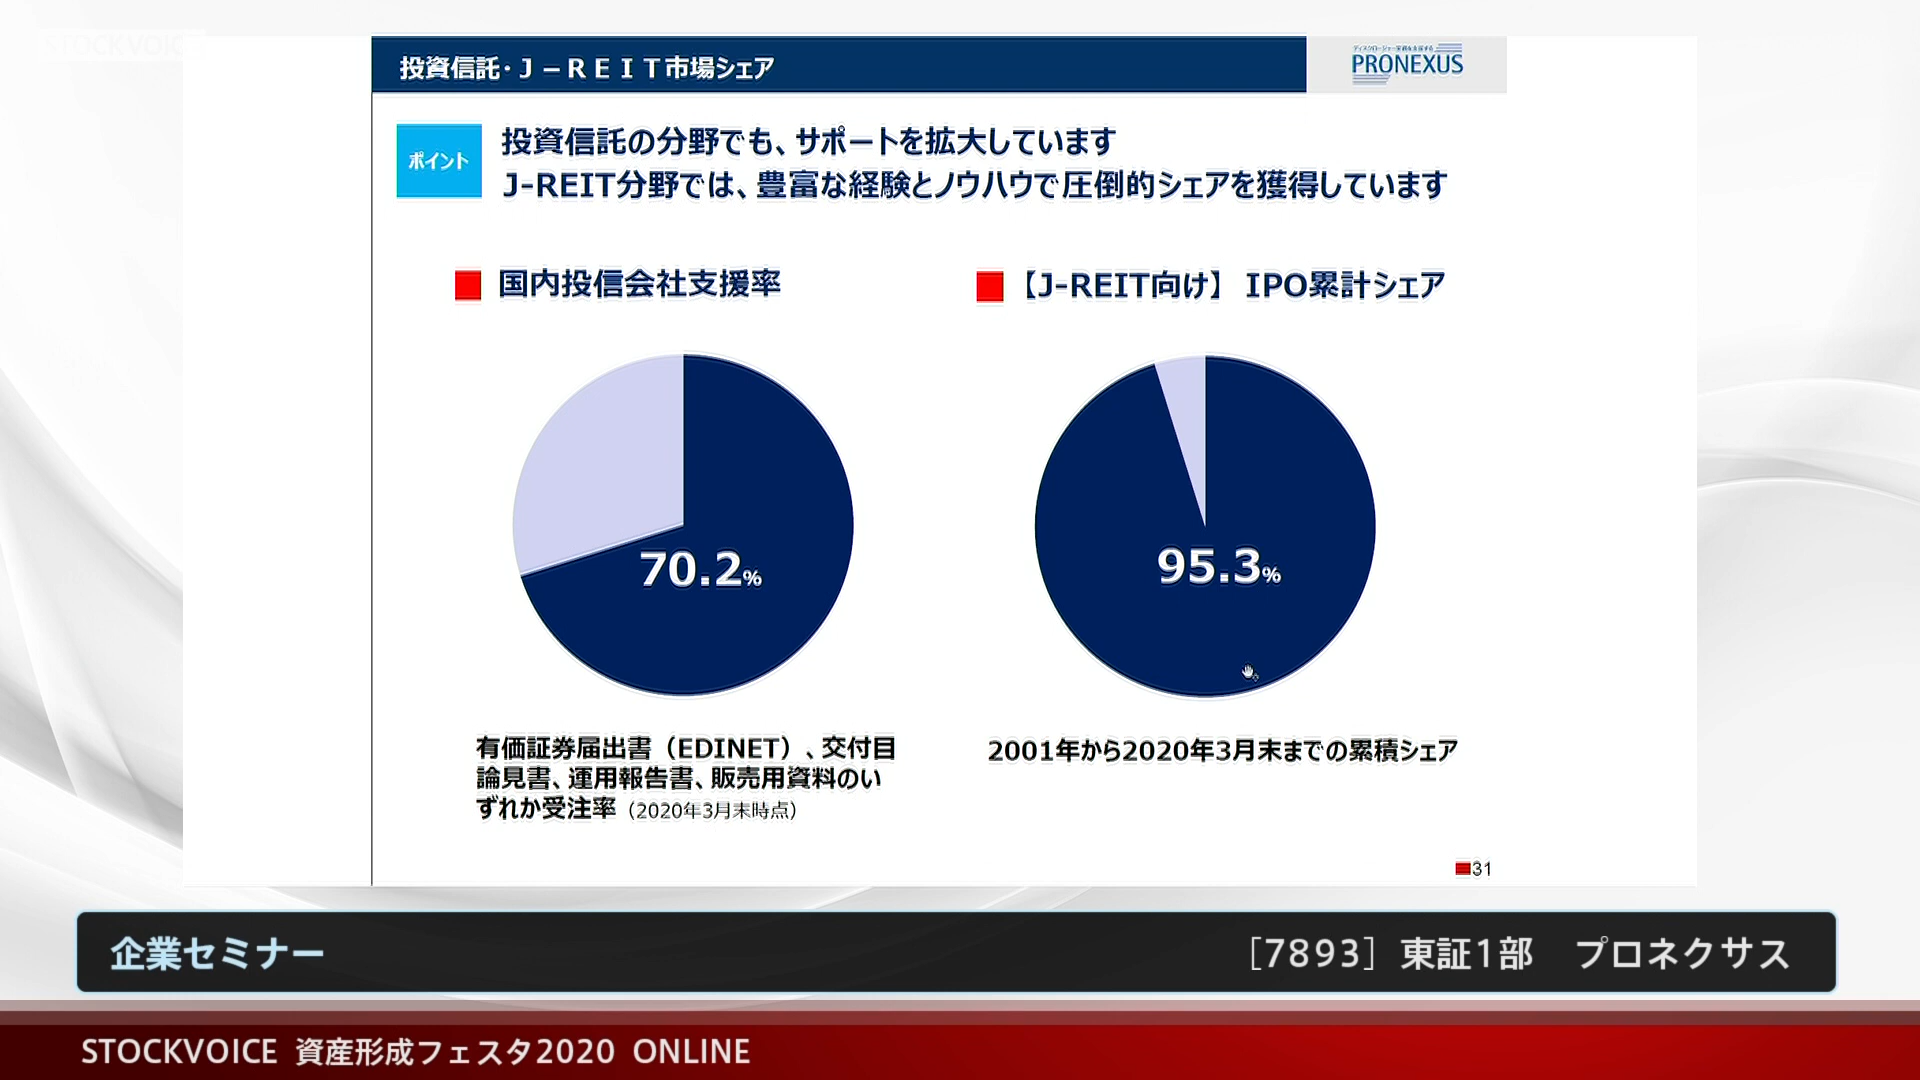 投資信託・J－ＲＥＩＴ市場シェア
ディスクロージャー・IR実務を支援する
PRONEXUS
ポイント
投資信託の分野でも、サポートを拡大しています
J-REIT分野では、豊富な経験とノウハウで圧倒的シェアを獲得しています
国内投信会社支援率
【J-REIT向け】 IPO累計シェア
70.2%
95.3%
有価証券届出書（EDINET）、交付目
論見書、運用報告書、販売用資料のい
ずれか受注率（2020年3月末時点）
2001年から2020年3月末までの累積シェア
31
企業セミナー
［7893］東証1部　プロネクサス
STOCKVOICE 資産形成フェスタ2020 ONLINE